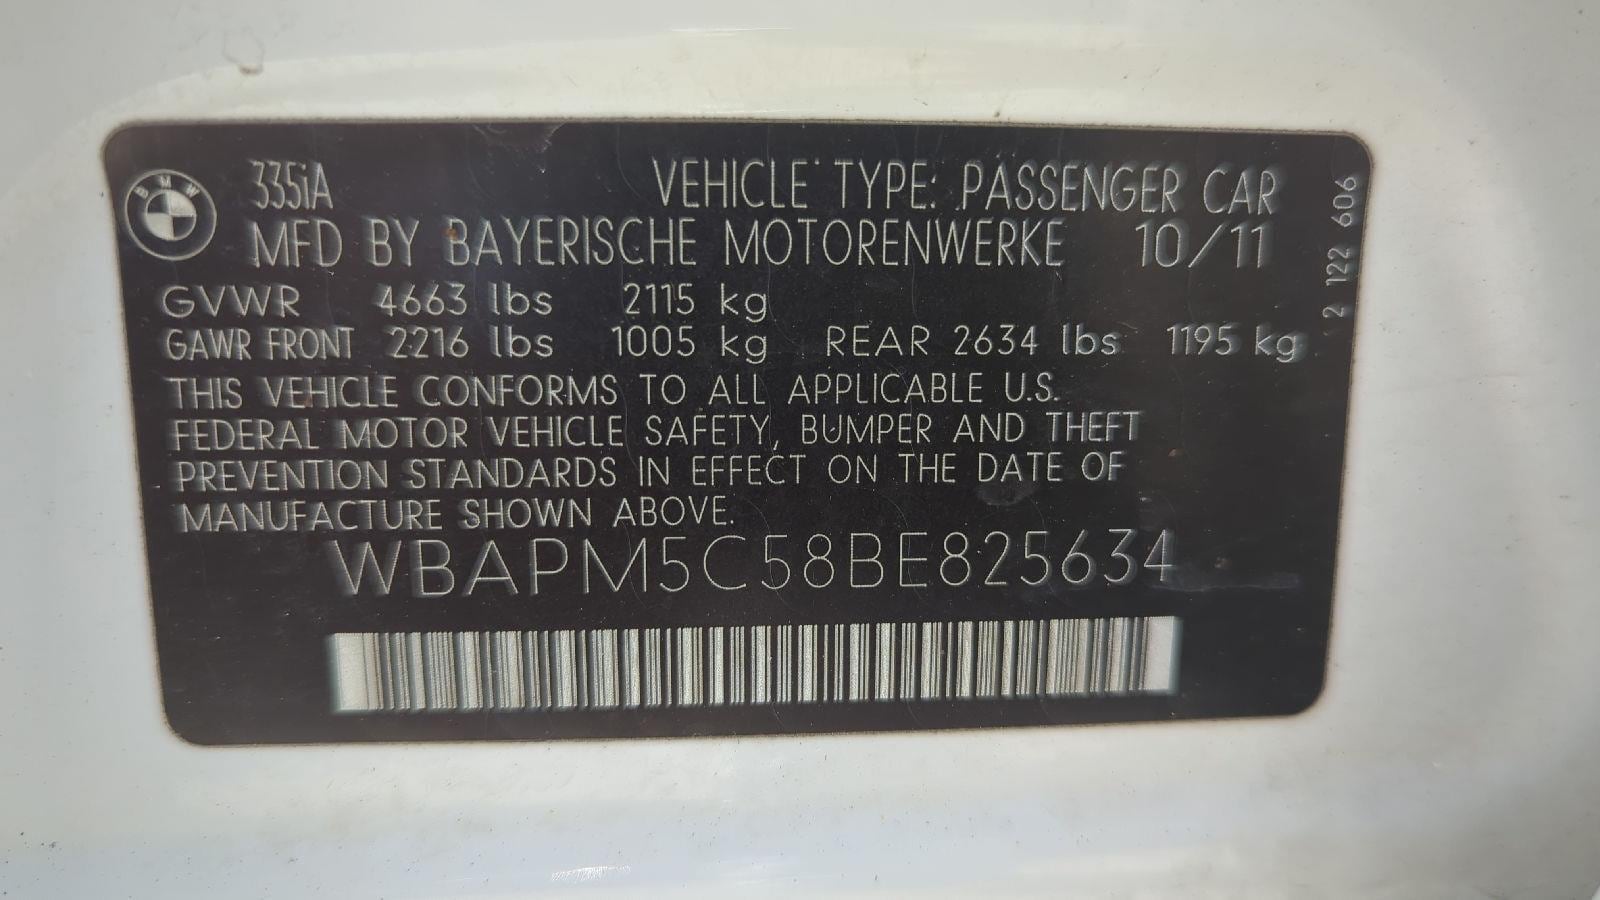 BMW
335iA VEHICLE TYPE: PASSENGER CAR
MFD BY BAYERISCHE MOTORENWERKE 10/11
GVWR 4663 lbs 2115 kg
GAWR FRONT 2216 lbs 1005 kg REAR 2634 lbs 1195 kg
THIS VEHICLE CONFORMS TO ALL APPLICABLE U.S.
FEDERAL MOTOR VEHICLE SAFETY, BUMPER AND THEFT
PREVENTION STANDARDS IN EFFECT ON THE DATE OF
MANUFACTURE SHOWN ABOVE.
WBAPM5C58BE825634
2 122 606